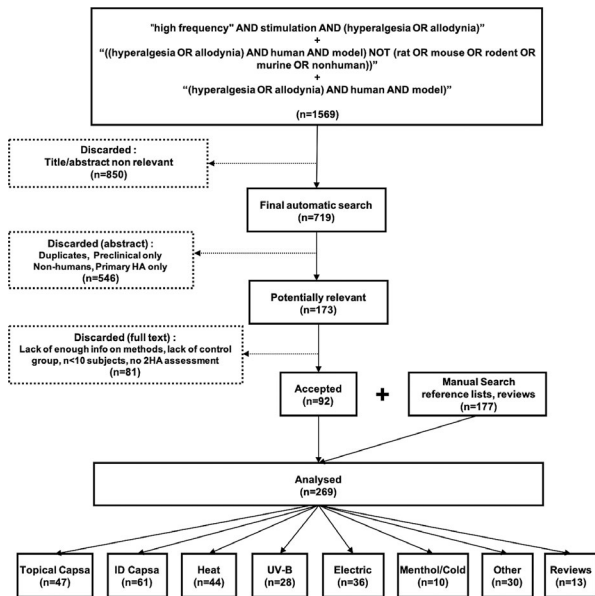 "high frequency" AND stimulation AND (hyperalgesia OR allodynia)”
+
“((hyperalgesia OR allodynia) AND human AND model) NOT (rat OR mouse OR rodent OR
murine OR nonhuman))”
+
“(hyperalgesia OR allodynia) AND human AND model)”
(n=1569)
Discarded :
Title/abstract non relevant
(n=850)
Final automatic search
(n=719)
Discarded (abstract) :
Duplicates, Preclinical only
Non-humans, Primary HA only
(n=546)
Potentially relevant
(n=173)
Discarded (full text) :
Lack of enough info on methods, lack of control
group, n<10 subjects, no 2HA assessment
(n=81)
Accepted
(n=92)
+
Manual Search
reference lists, reviews
(n=177)
Analysed
(n=269)
Topical Capsa
(n=47)
ID Capsa
(n=61)
Heat
(n=44)
UV-B
(n=28)
Electric
(n=36)
Menthol/Cold
(n=10)
Other
(n=30)
Reviews
(n=13)